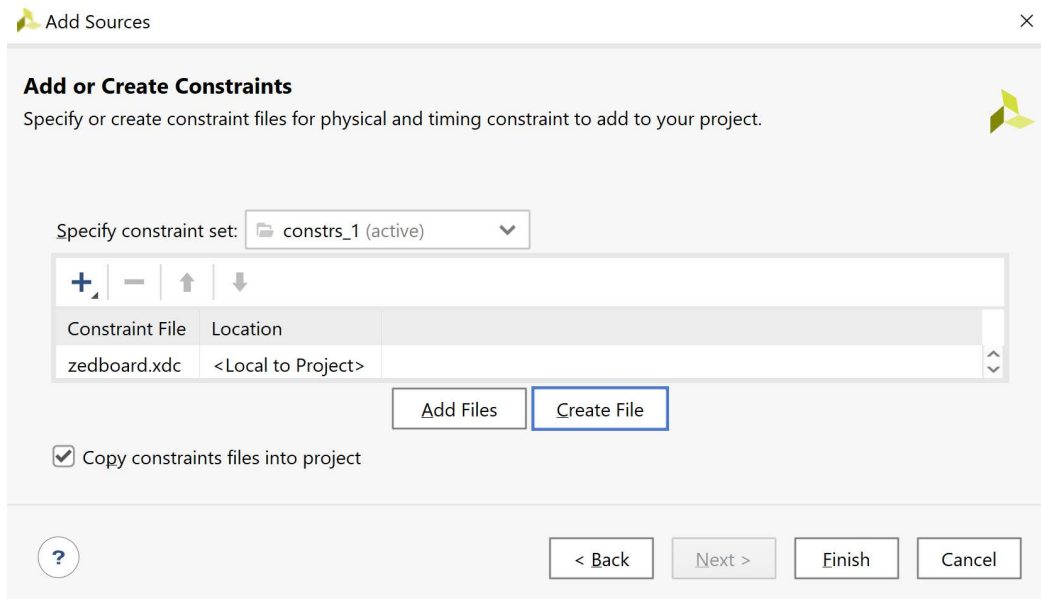 Add Sources
Add or Create Constraints
Specify or create constraint files for physical and timing constraint to add to your project.
Specify constraint set: constrs_1 (active)
Constraint File Location
zedboard.xdc <Local to Project>
Add Files Create File
Copy constraints files into project
? < Back Next > Finish Cancel